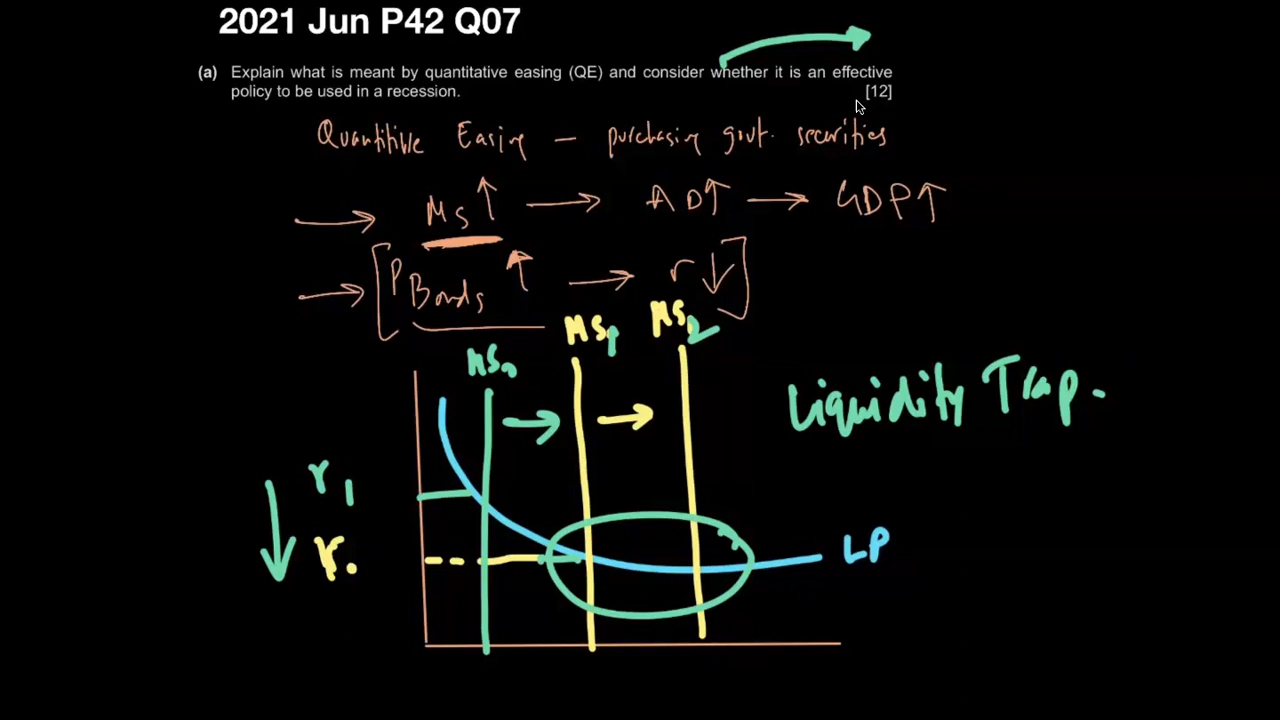 2021 Jun P42 Q07
(a) Explain what is meant by quantitative easing (QE) and consider whether it is an effective
policy to be used in a recession. [12]
Quantitive Easing – purchasing govt. securities
→ MS↑ → AD↑ → GDP↑
→ [P Bonds ↑ → r↓]
MS₀ MS₁ MS₂
Liquidity Trap.
r₁
r₀
LP